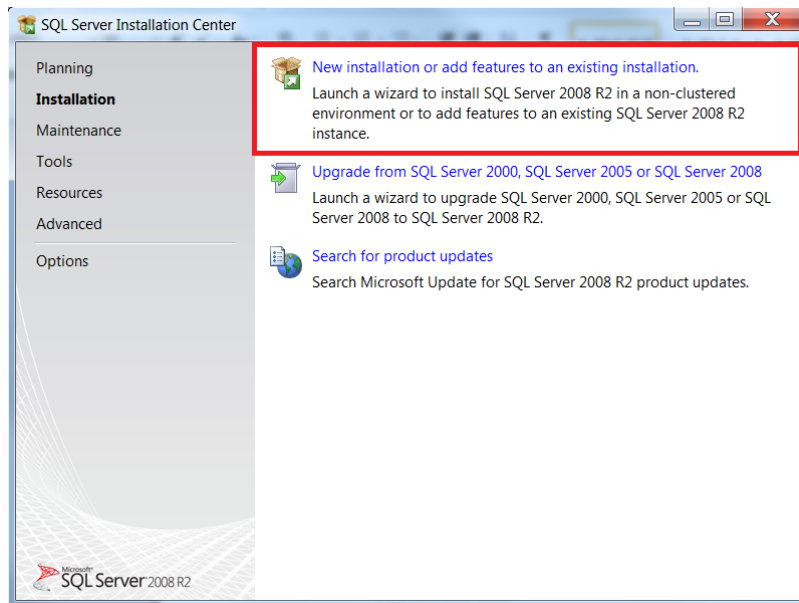 SQL Server Installation Center
Planning
Installation
Maintenance
Tools
Resources
Advanced
Options
New installation or add features to an existing installation.
Launch a wizard to install SQL Server 2008 R2 in a non-clustered
environment or to add features to an existing SQL Server 2008 R2
instance.
Upgrade from SQL Server 2000, SQL Server 2005 or SQL Server 2008
Launch a wizard to upgrade SQL Server 2000, SQL Server 2005 or SQL
Server 2008 to SQL Server 2008 R2.
Search for product updates
Search Microsoft Update for SQL Server 2008 R2 product updates.
Microsoft
SQL Server 2008 R2